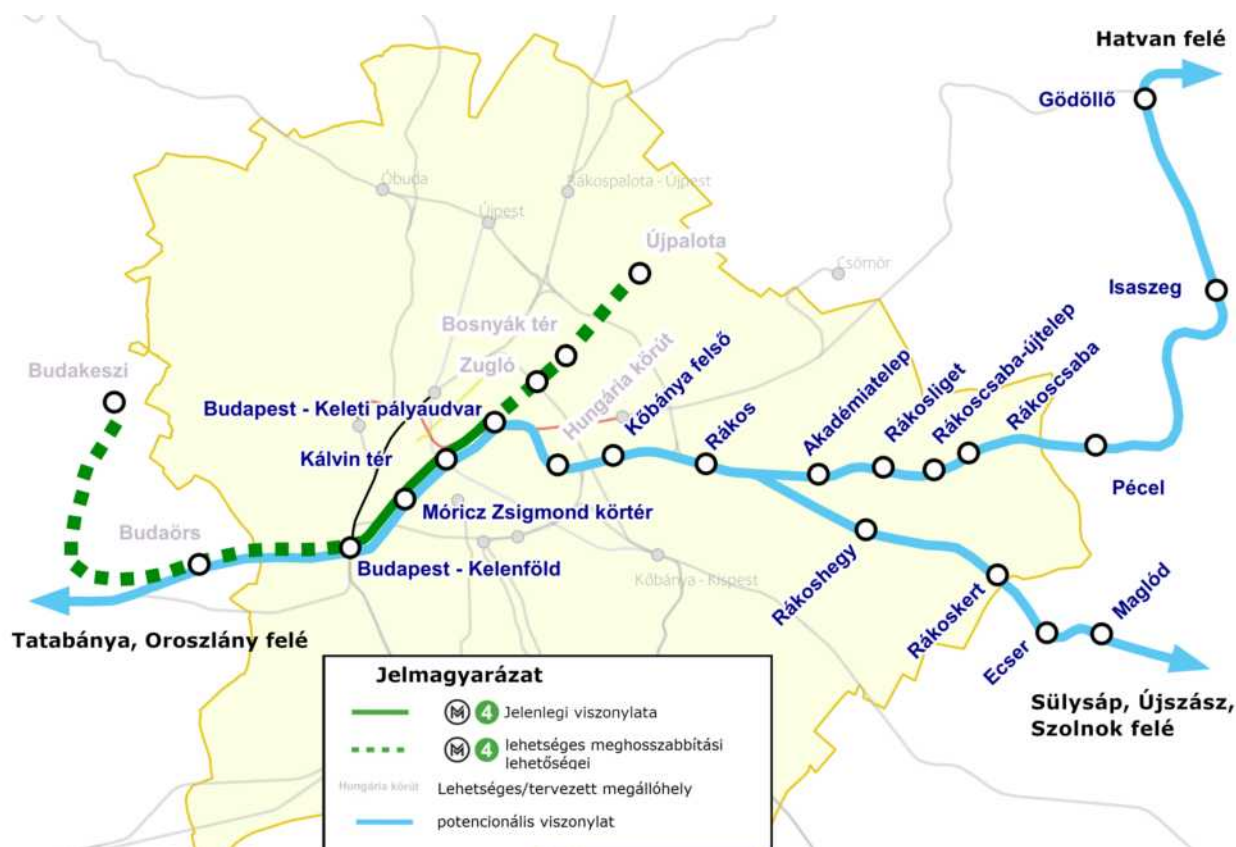 Hatvan felé
Gödöllő
Óbuda
Rákospalota - Újpest
Újpest
Újpalota
Csömör
Isaszeg
Bosnyák tér
Zugló
Budakeszi
Hungária körút
Kőbánya felső
Budapest - Keleti pályaudvar
Rákos
Akadémiatelep
Rákosliget
Rákoscsaba-újtelep
Rákoscsaba
Kálvin tér
Pécel
Móricz Zsigmond körtér
Budaörs
Budapest - Kelenföld
Kőbánya - Kispest
Rákoshegy
Rákoskert
Ecser
Maglód
Tatabánya, Oroszlány felé
Sülysáp, Újszász,
Szolnok felé
Jelmagyarázat
M 4 Jelenlegi viszonylata
M 4 lehetséges meghosszabbítási
lehetőségei
Hungária körút Lehetséges/tervezett megállóhely
potencionális viszonylat